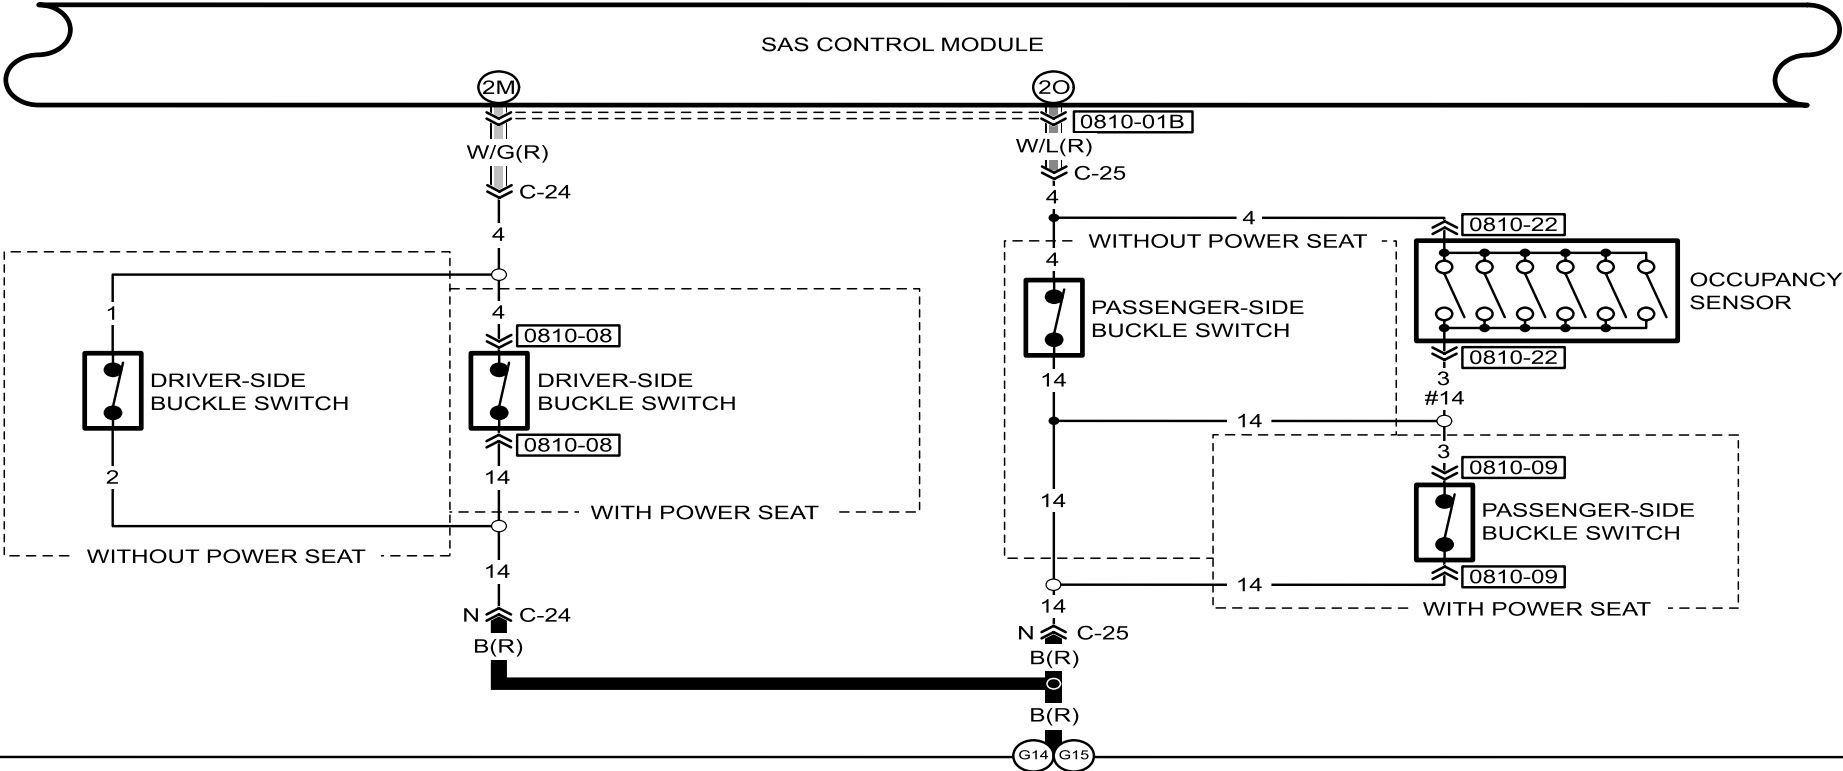 SAS CONTROL MODULE
2M
2O
0810-01B
W/G(R)
W/L(R)
C-24
C-25
4
4
4
0810-22
4
WITHOUT POWER SEAT
4
OCCUPANCY
SENSOR
1
4
PASSENGER-SIDE
BUCKLE SWITCH
0810-08
0810-22
DRIVER-SIDE
BUCKLE SWITCH
DRIVER-SIDE
BUCKLE SWITCH
14
3
#14
14
0810-08
3
2
14
0810-09
14
WITH POWER SEAT
PASSENGER-SIDE
BUCKLE SWITCH
WITHOUT POWER SEAT
14
14
0810-09
14
WITH POWER SEAT
N
C-24
N
C-25
B(R)
B(R)
B(R)
G14
G15